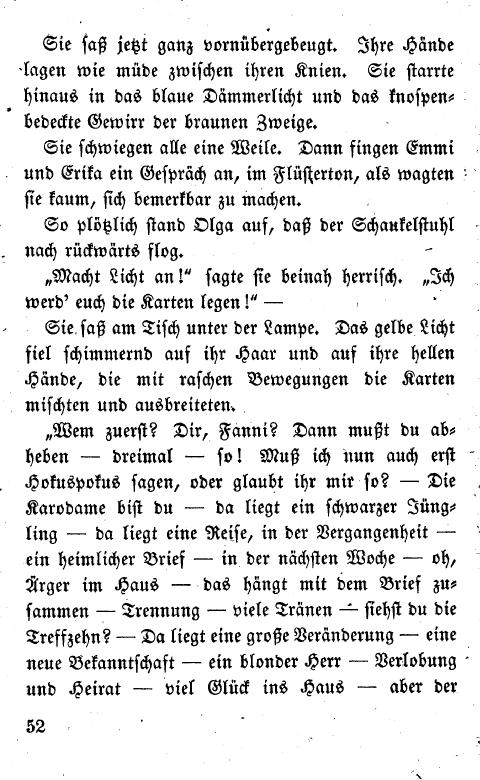 Sie saß jetzt ganz vornübergebeugt. Ihre Hände
lagen wie müde zwischen ihren Knien. Sie starrte
hinaus in das blaue Dämmerlicht und das knospen-
bedeckte Gewirr der braunen Zweige.
Sie schwiegen alle eine Weile. Dann fingen Emmi
und Erika ein Gespräch an, im Flüsterton, als wagten
sie kaum, sich bemerkbar zu machen.
So plötzlich stand Olga auf, daß der Schaukelstuhl
nach rückwärts flog.
„Macht Licht an!“ sagte sie beinah herrisch. „Ich
werd’ euch die Karten legen!“ —
Sie saß am Tisch unter der Lampe. Das gelbe Licht
fiel schimmernd auf ihr Haar und auf ihre hellen
Hände, die mit raschen Bewegungen die Karten
mischten und ausbreiteten.
„Wem zuerst? Dir, Fanni? Dann mußt du ab-
heben — dreimal — so! Muß ich nun auch erst
Hokuspokus sagen, oder glaubt ihr mir so? — Die
Karodame bist du — da liegt ein schwarzer Jüng-
ling — da liegt eine Reise, in der Vergangenheit —
ein heimlicher Brief — in der nächsten Woche — oh,
Ärger im Haus — das hängt mit dem Brief zu-
sammen — Trennung — viele Tränen — siehst du die
Treffzehn? — Da liegt eine große Veränderung — eine
neue Bekanntschaft — ein blonder Herr — Verlobung
und Heirat — viel Glück ins Haus — aber der
52